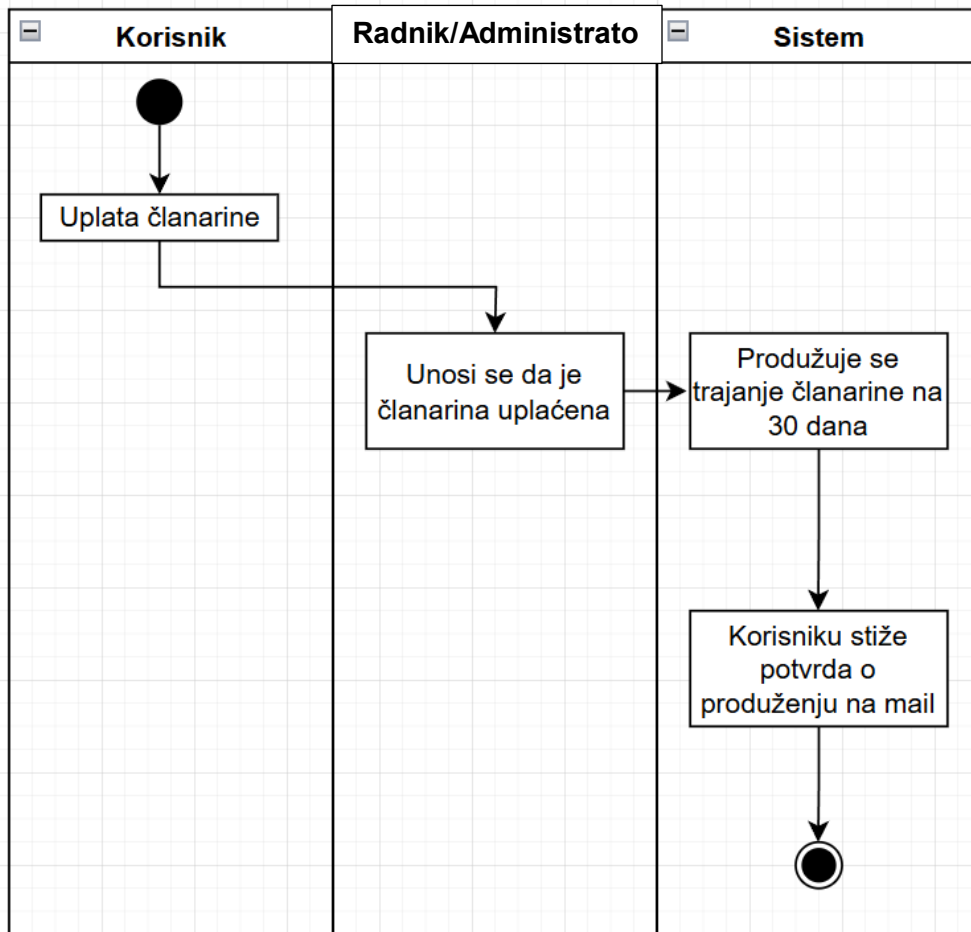 Korisnik
Radnik/Administrato
Sistem
Uplata članarine
Unosi se da je
članarina uplaćena
Produžuje se
trajanje članarine na
30 dana
Korisniku stiže
potvrda o
produženju na mail